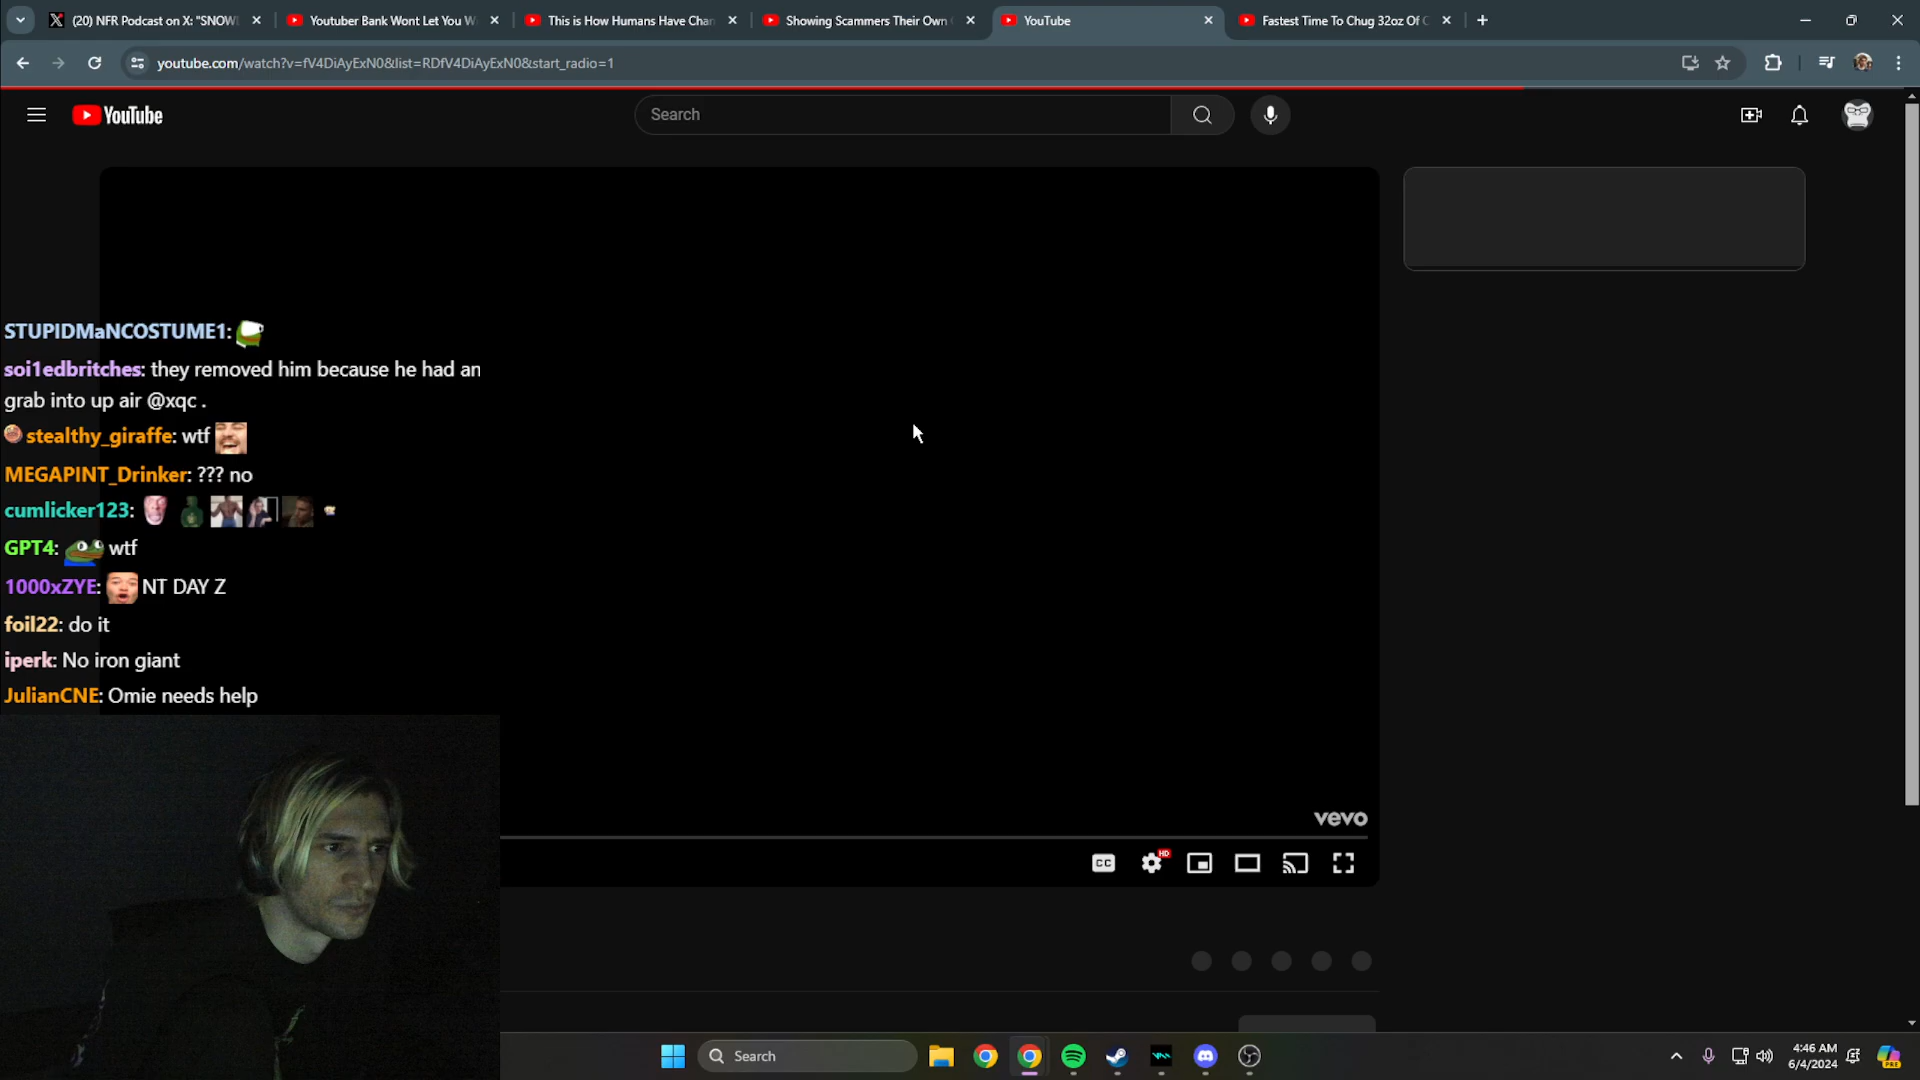 (20) NFR Podcast on X: "SNOW
Youtuber Bank Wont Let You W
This is How Humans Have Chan
Showing Scammers Their Own
YouTube
Fastest Time To Chug 32oz Of C
youtube.com/watch?v=fV4DiAyExN0&list=RDfV4DiAyExN0&start_radio=1
YouTube
Search
STUPIDMaNCOSTUME1:
soi1edbritches: they removed him because he had an
grab into up air @xqc .
stealthy_giraffe: wtf
MEGAPINT_Drinker: ??? no
cumlicker123:
GPT4: wtf
1000xZYE: NT DAY Z
foil22: do it
iperk: No iron giant
JulianCNE: Omie needs help
vevo
CC
HD
Search
4:46 AM
6/4/2024
PRE